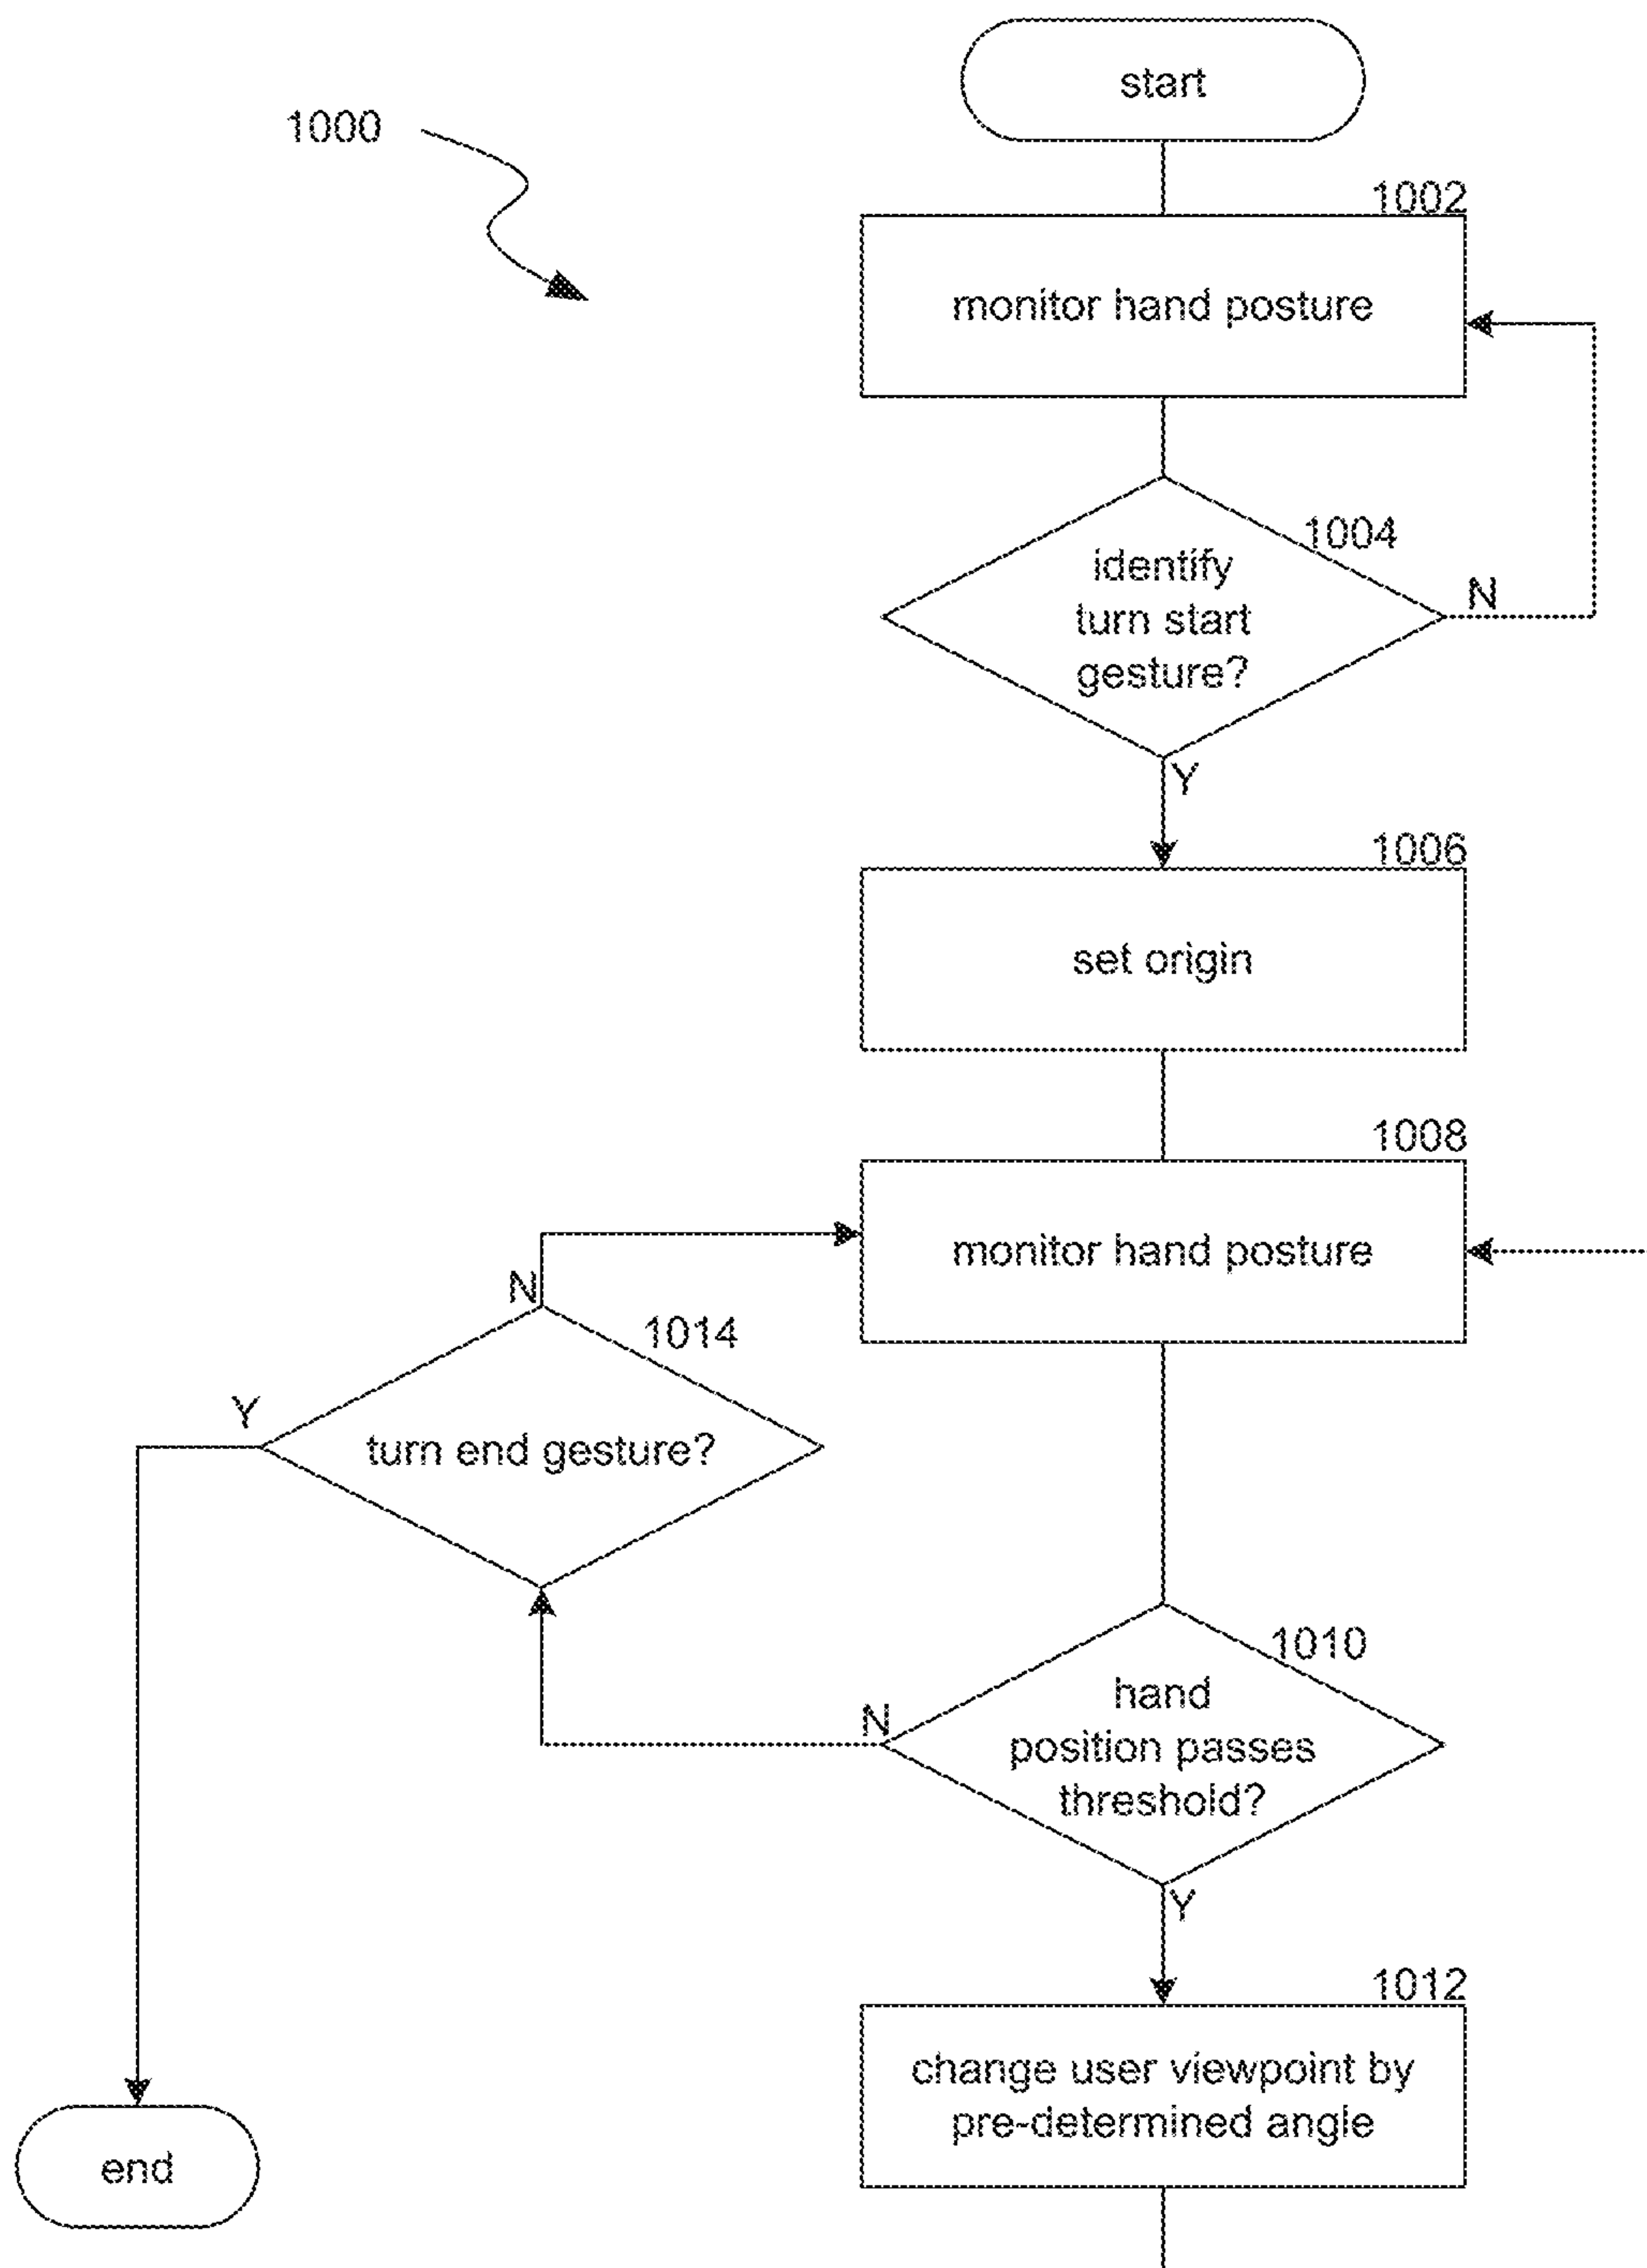 start
1000
1002
monitor hand posture
1004
identify
turn start
gesture?
N
Y
1006
set origin
1008
monitor hand posture
N
1014
Y
turn end gesture?
1010
hand
position passes
threshold?
N
Y
1012
change user viewpoint by
pre-determined angle
end